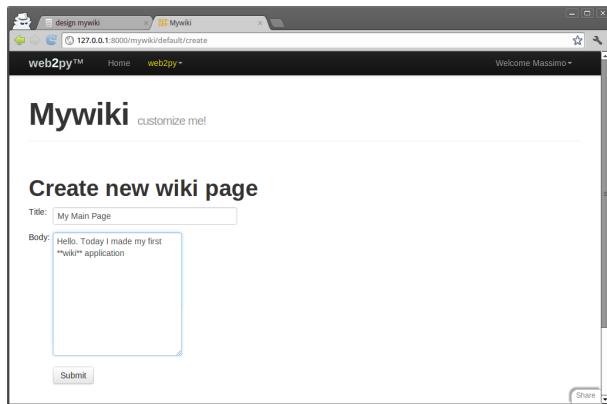 design mywiki
Mywiki
127.0.0.1:8000/mywiki/default/create
web2py™ Home web2py Welcome Massimo
Mywiki customize me!
Create new wiki page
Title: My Main Page
Body: Hello. Today I made my first
**wiki** application
Submit
Share